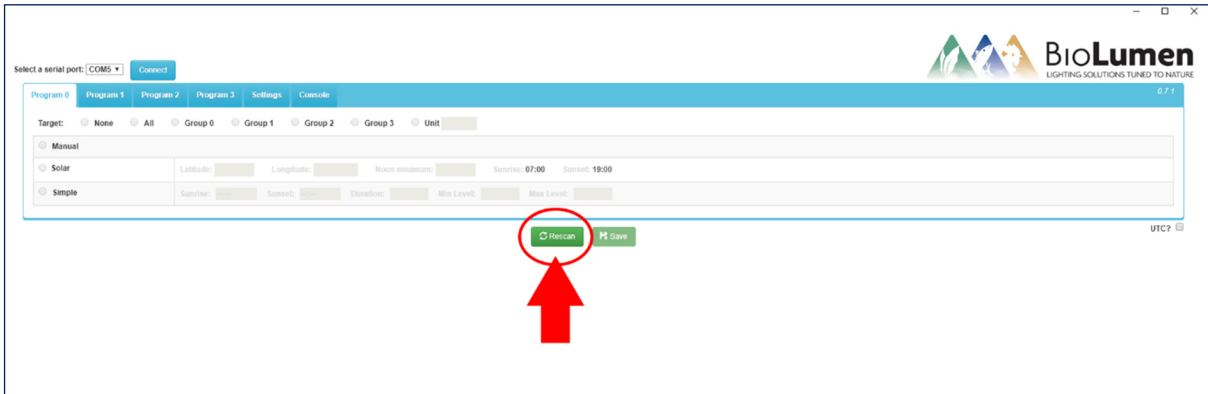 BioLumen
LIGHTING SOLUTIONS TUNED TO NATURE
Select a serial port: COM5 Connect
Program 0 Program 1 Program 2 Program 3 Settings Console 0.7.1
Target: None All Group 0 Group 1 Group 2 Group 3 Unit
Manual
Solar Latitude: Longitude: Noon minimum: Sunrise: 07:00 Sunset: 19:00
Simple Sunrise: --:-- Sunset: --:-- Duration: Min Level: Max Level:
Rescan Save UTC?